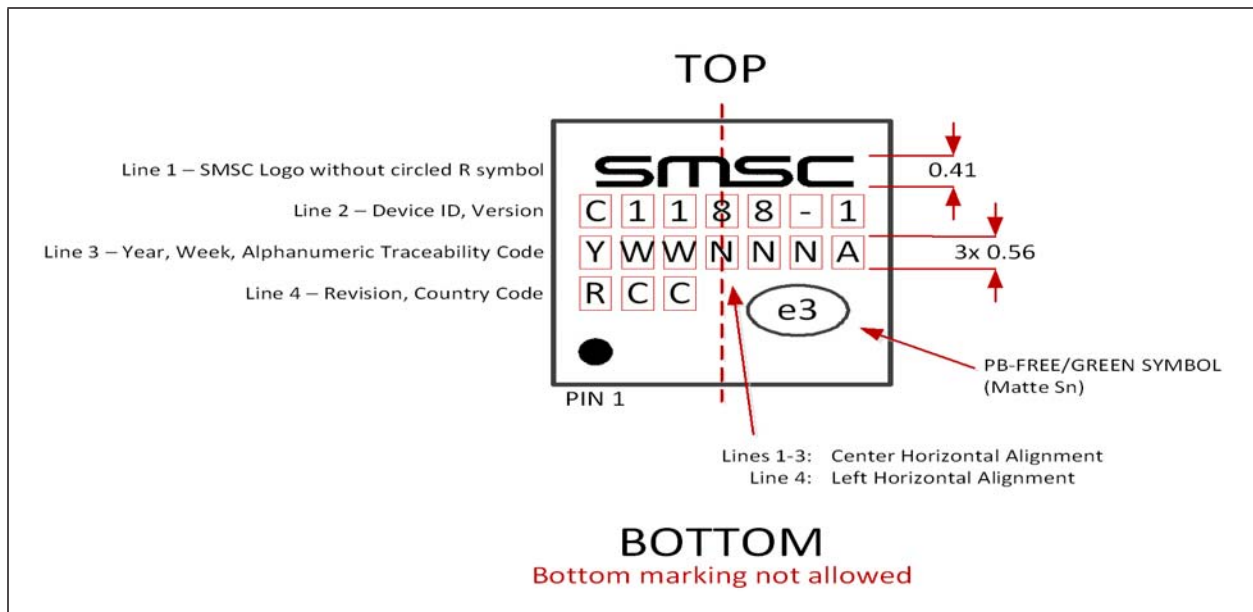 TOP
Line 1 – SMSC Logo without circled R symbol
smsc
0.41
Line 2 – Device ID, Version
C 1 1 8 8 - 1
Line 3 – Year, Week, Alphanumeric Traceability Code
Y W W N N N A
3x 0.56
Line 4 – Revision, Country Code
R C C
e3
PB-FREE/GREEN SYMBOL
(Matte Sn)
PIN 1
Lines 1-3: Center Horizontal Alignment
Line 4: Left Horizontal Alignment
BOTTOM
Bottom marking not allowed